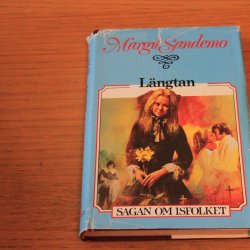 Margit Sandemo
Längtan
SAGAN OM ISFOLKET